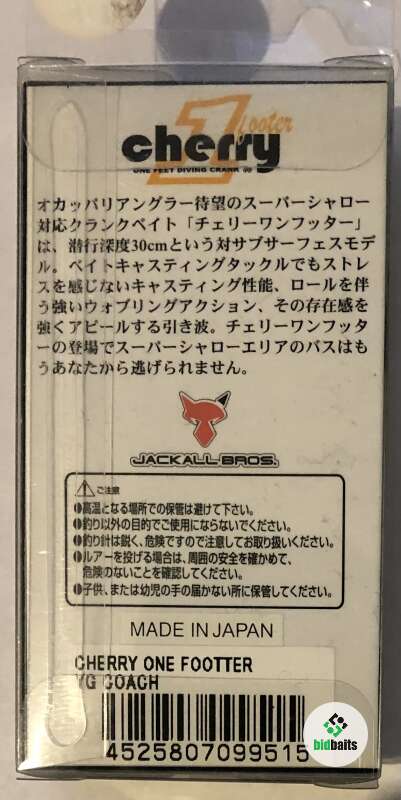 1 footer
cherry
ONE FEET DIVING CRANK
オカッパリアングラー待望のスーパーシャロー
対応クランクベイト「チェリーワンフッター」
は、潜行深度30cmという対サブサーフェスモデ
ル。ベイトキャスティングタックルでもストレ
スを感じないキャスティング性能、ロールを伴
う強いウォブリングアクション、その存在感を
強くアピールする引き波。チェリーワンフッタ
ーの登場でスーパーシャローエリアのバスはも
うあなたから逃げられません。
JACKALL BROS.
ご注意
●高温となる場所での保管は避けて下さい。
●釣り以外の目的でご使用にならないでください。
●釣り針は鋭く、危険ですので注意してお取り扱いください。
●ルアーを投げる場合は、周囲の安全を確かめて、
危険のないことを確認してください。
●子供、または幼児の手の届かない所に保管してください。
MADE IN JAPAN
CHERRY ONE FOOTTER
YG COACH
4525807099515
bidbaits